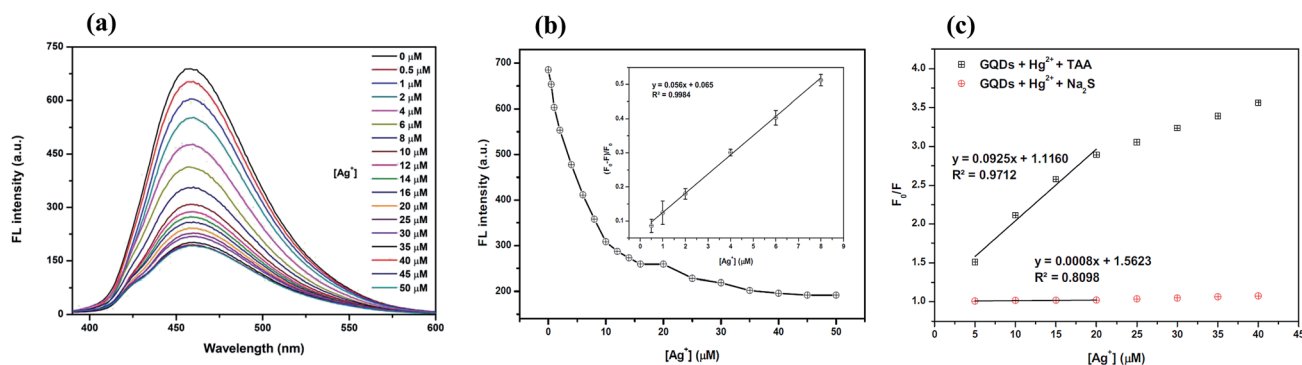 (a)
750
600
450
300
150
0
FL intensity (a.u.)
400
450
500
550
600
Wavelength (nm)
[Ag⁺]
0 μM
0.5 μM
1 μM
2 μM
4 μM
6 μM
8 μM
10 μM
12 μM
14 μM
16 μM
20 μM
25 μM
30 μM
35 μM
40 μM
45 μM
50 μM
(b)
700
600
500
400
300
200
FL intensity (a.u.)
0
10
20
30
40
50
[Ag⁺] (μM)
y = 0.056x + 0.065
R² = 0.9984
0.5
0.4
0.3
0.2
0.1
(F₀-F)/F₀
0 1 2 3 4 5 6 7 8 9
[Ag⁺] (μM)
(c)
GQDs + Hg²⁺ + TAA
GQDs + Hg²⁺ + Na₂S
4.0
3.5
3.0
2.5
2.0
1.5
1.0
F₀/F
y = 0.0925x + 1.1160
R² = 0.9712
y = 0.0008x + 1.5623
R² = 0.8098
0 5 10 15 20 25 30 35 40 45
[Ag⁺] (μM)